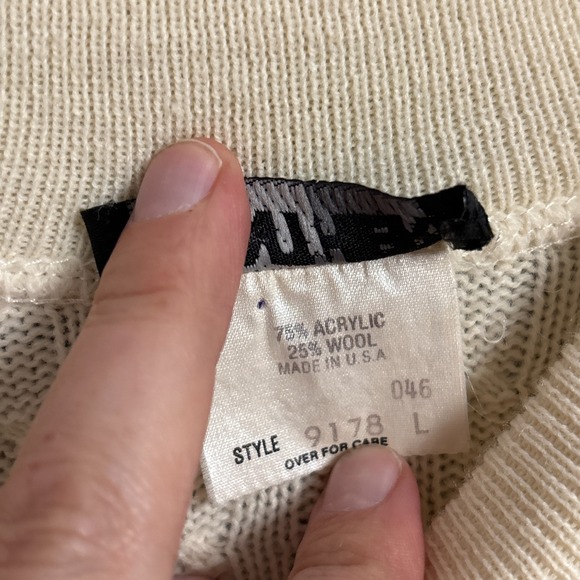 75% ACRYLIC
25% WOOL
MADE IN U.S.A
046
STYLE 9178 L
OVER FOR CARE